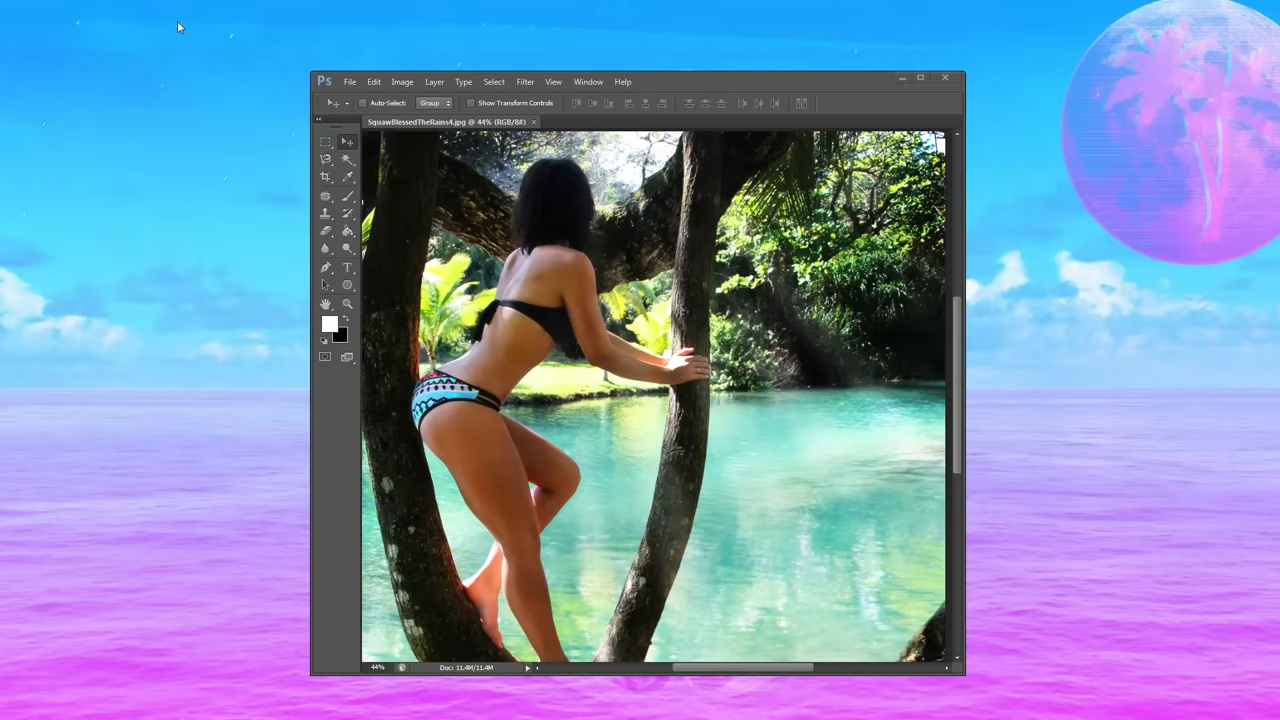 Ps File Edit Image Layer Type Select Filter View Window Help
Auto-Select: Group Show Transform Controls
SquawBlessedTheRains4.jpg @ 44% (RGB/8#) ×
T
44% Doc: 11.4M/11.4M